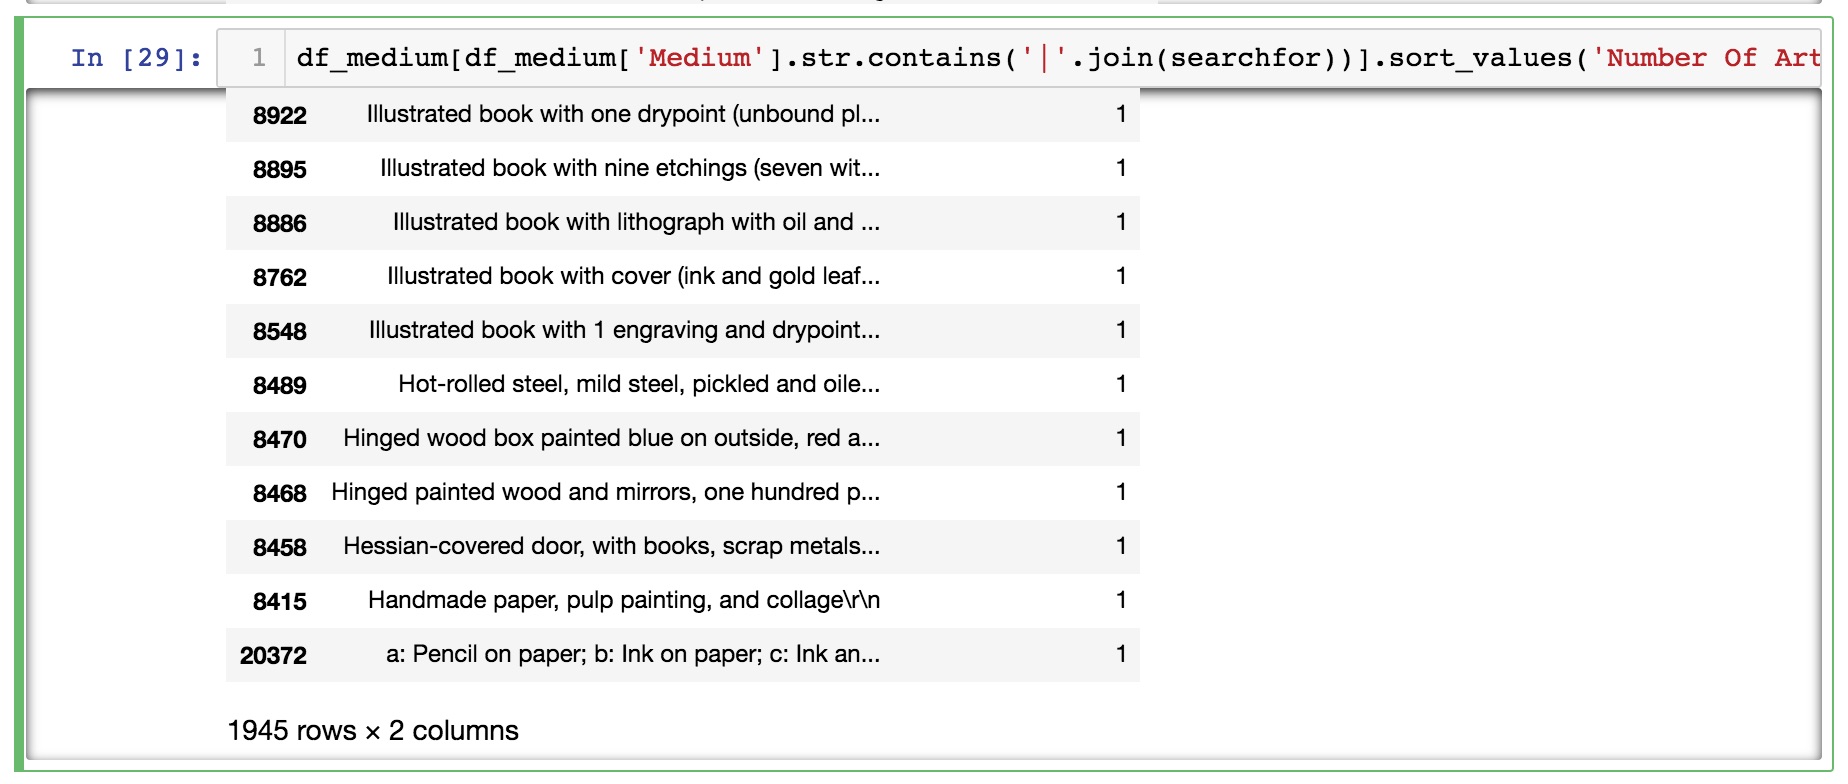 In [29]: 1 df_medium[df_medium['Medium'].str.contains('|'.join(searchfor))].sort_values('Number Of Art
8922 Illustrated book with one drypoint (unbound pl... 1
8895 Illustrated book with nine etchings (seven wit... 1
8886 Illustrated book with lithograph with oil and ... 1
8762 Illustrated book with cover (ink and gold leaf... 1
8548 Illustrated book with 1 engraving and drypoint... 1
8489 Hot-rolled steel, mild steel, pickled and oile... 1
8470 Hinged wood box painted blue on outside, red a... 1
8468 Hinged painted wood and mirrors, one hundred p... 1
8458 Hessian-covered door, with books, scrap metals... 1
8415 Handmade paper, pulp painting, and collage\r\n 1
20372 a: Pencil on paper; b: Ink on paper; c: Ink an... 1
1945 rows × 2 columns